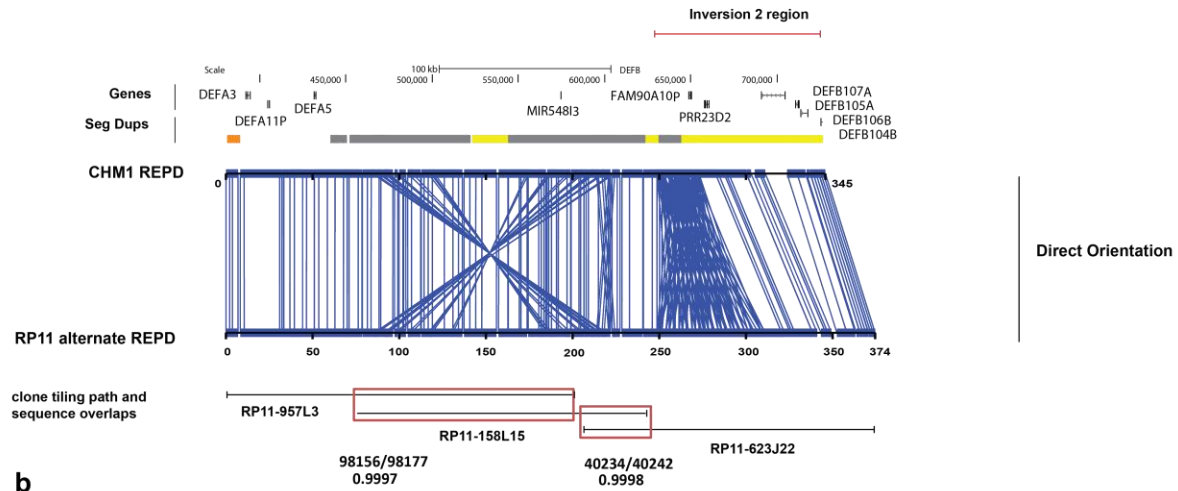 Inversion 2 region
100 kb
DEFB
Scale
450,000
500,000
550,000
600,000
650,000
700,000
Genes
DEFA3
DEFA11P
DEFA5
MIR548I3
FAM90A10P
PRR23D2
DEFB107A
DEFB105A
DEFB106B
DEFB104B
Seg Dups
CHM1 REPD
0
345
Direct Orientation
RP11 alternate REPD
0 50 100 150 200 250 300 350 374
clone tiling path and
sequence overlaps
RP11-957L3
RP11-158L15
RP11-623J22
98156/98177
0.9997
40234/40242
0.9998
b